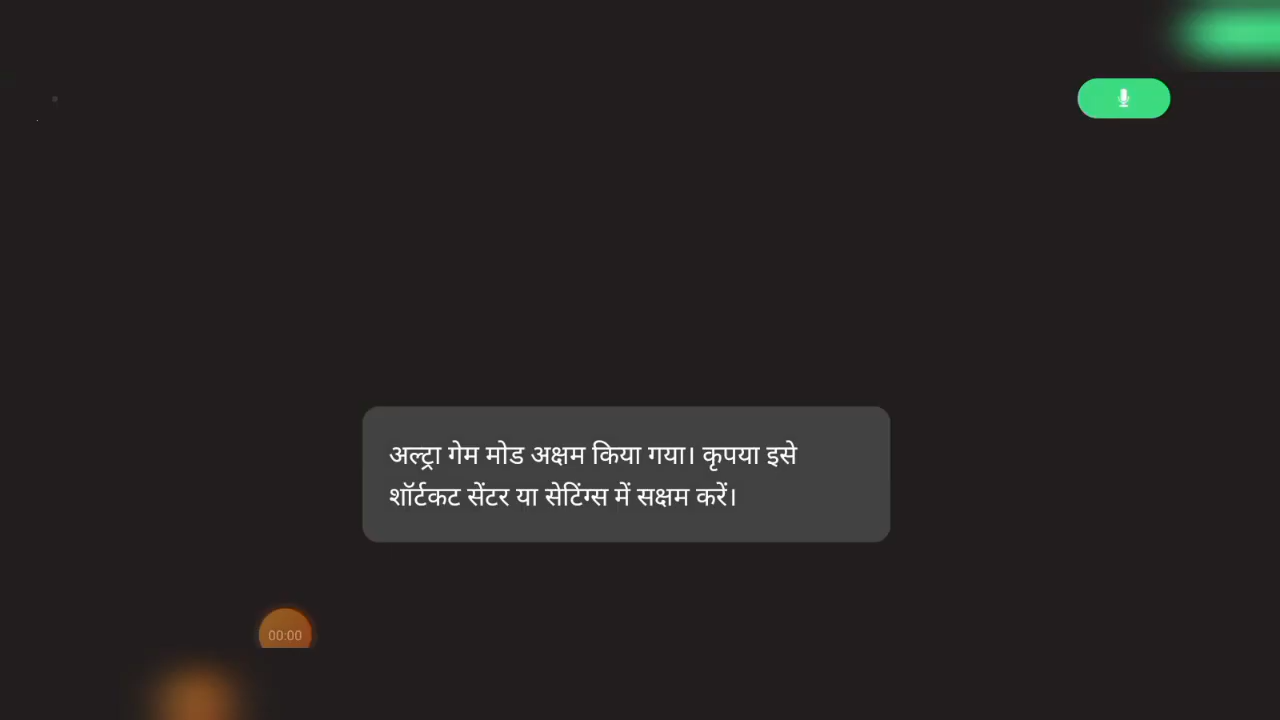 अल्ट्रा गेम मोड अक्षम किया गया। कृपया इसे
शॉर्टकट सेंटर या सेटिंग्स में सक्षम करें।
00:00